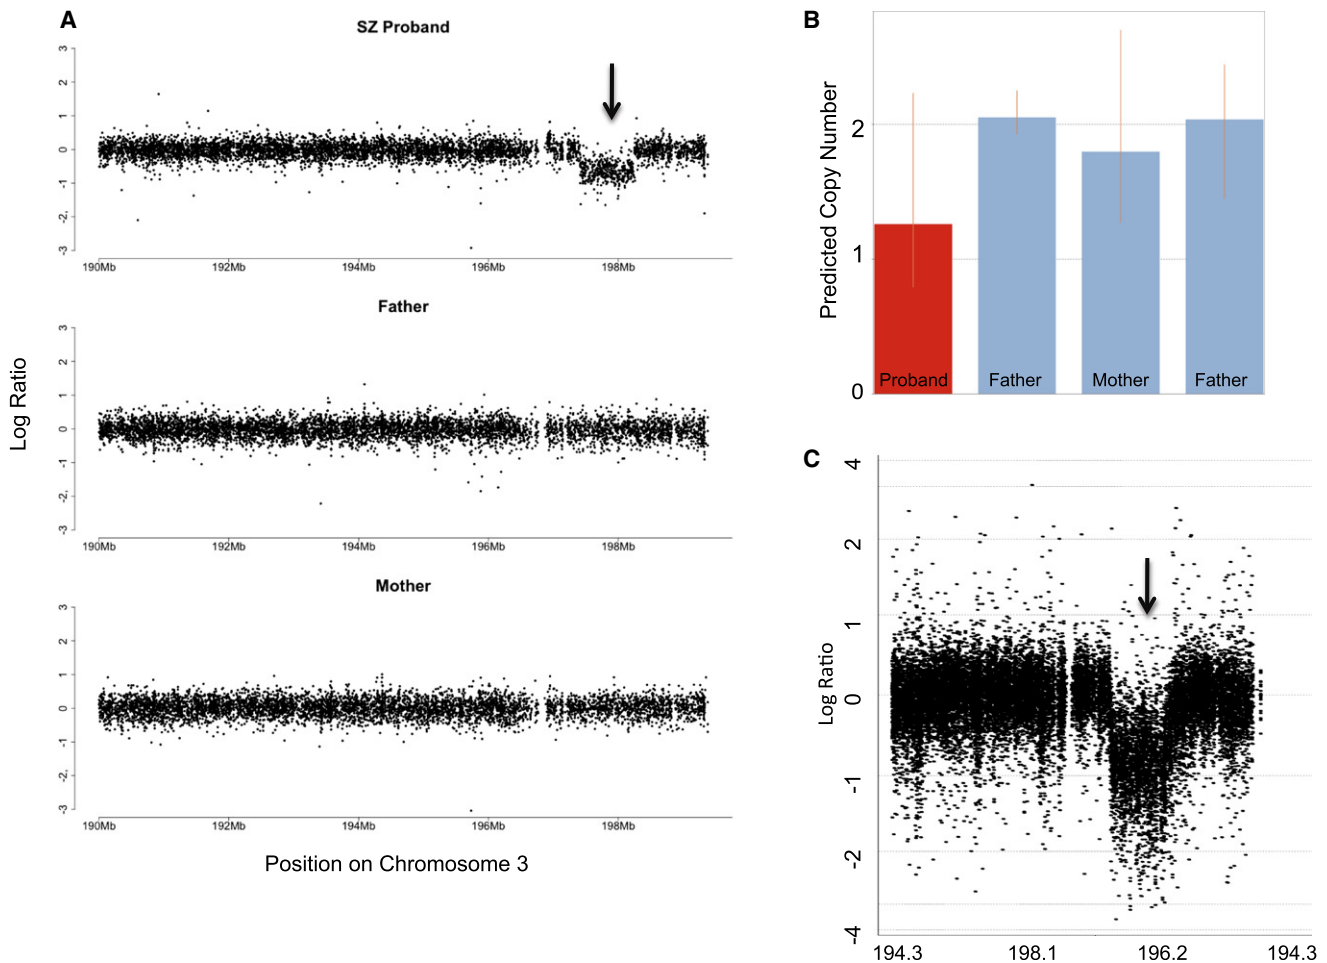 A
SZ Proband
3
2
1
0
-1
-2
-3
190Mb 192Mb 194Mb 196Mb 198Mb
Father
3
2
1
0
-1
-2
-3
190Mb 192Mb 194Mb 196Mb 198Mb
Mother
3
2
1
0
-1
-2
-3
190Mb 192Mb 194Mb 196Mb 198Mb
Log Ratio
Position on Chromosome 3
B
Predicted Copy Number
2
1
0
Proband Father Mother Father
C
Log Ratio
4
2
1
0
-1
-2
-4
194.3 198.1 196.2 194.3